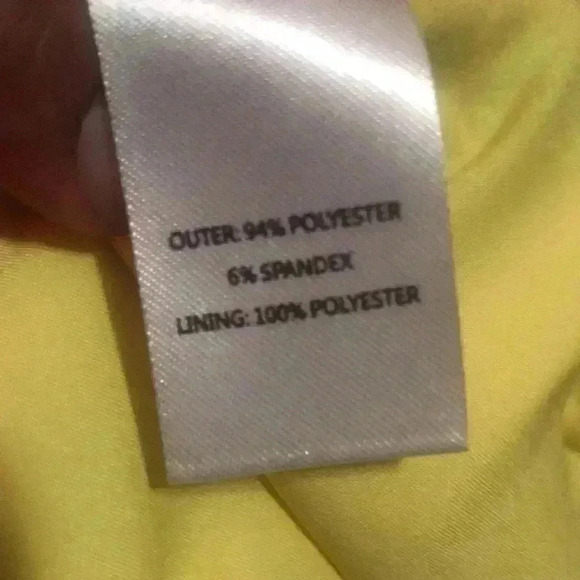 OUTER: 94% POLYESTER
6% SPANDEX
LINING: 100% POLYESTER